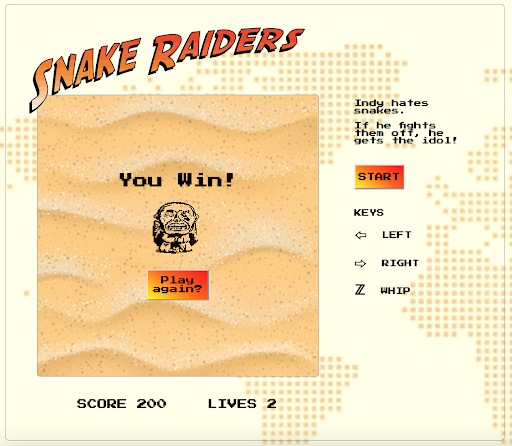 SNAKE RAIDERS
Indy hates
snakes.
If he fights
them off, he
gets the idol!
You Win!
START
KEYS
⇦ LEFT
⇨ RIGHT
Z WHIP
Play
again?
SCORE 200 LIVES 2